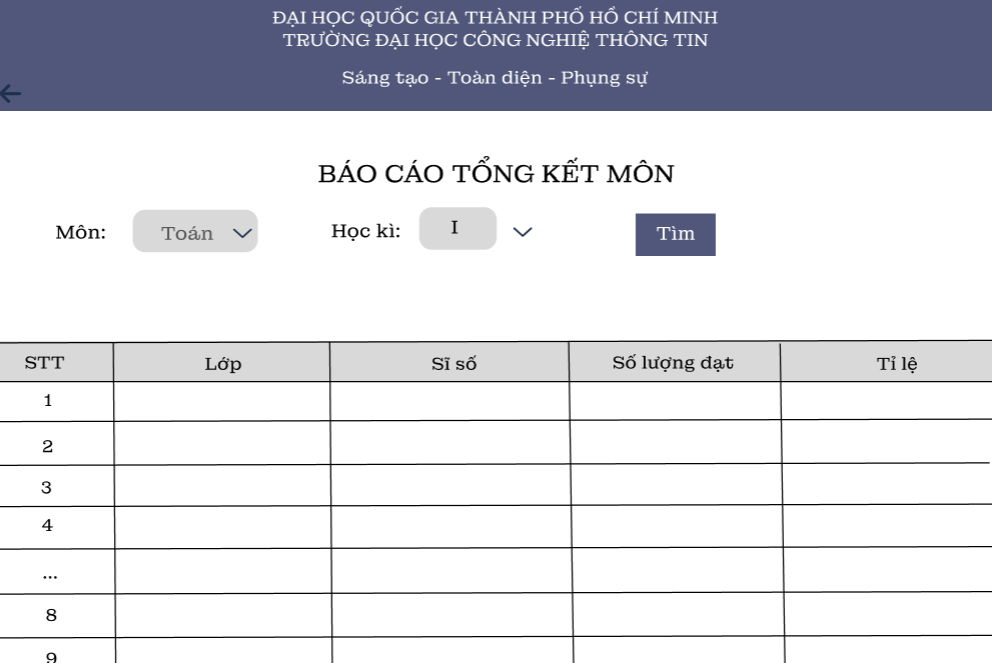 ĐẠI HỌC QUỐC GIA THÀNH PHỐ HỒ CHÍ MINH
TRƯỜNG ĐẠI HỌC CÔNG NGHIỆ THÔNG TIN
Sáng tạo - Toàn diện - Phụng sự
BÁO CÁO TỔNG KẾT MÔN
Môn: Toán Học kì: I Tìm
STT Lớp Sĩ số Số lượng đạt Tỉ lệ
1
2
3
4
...
8
9